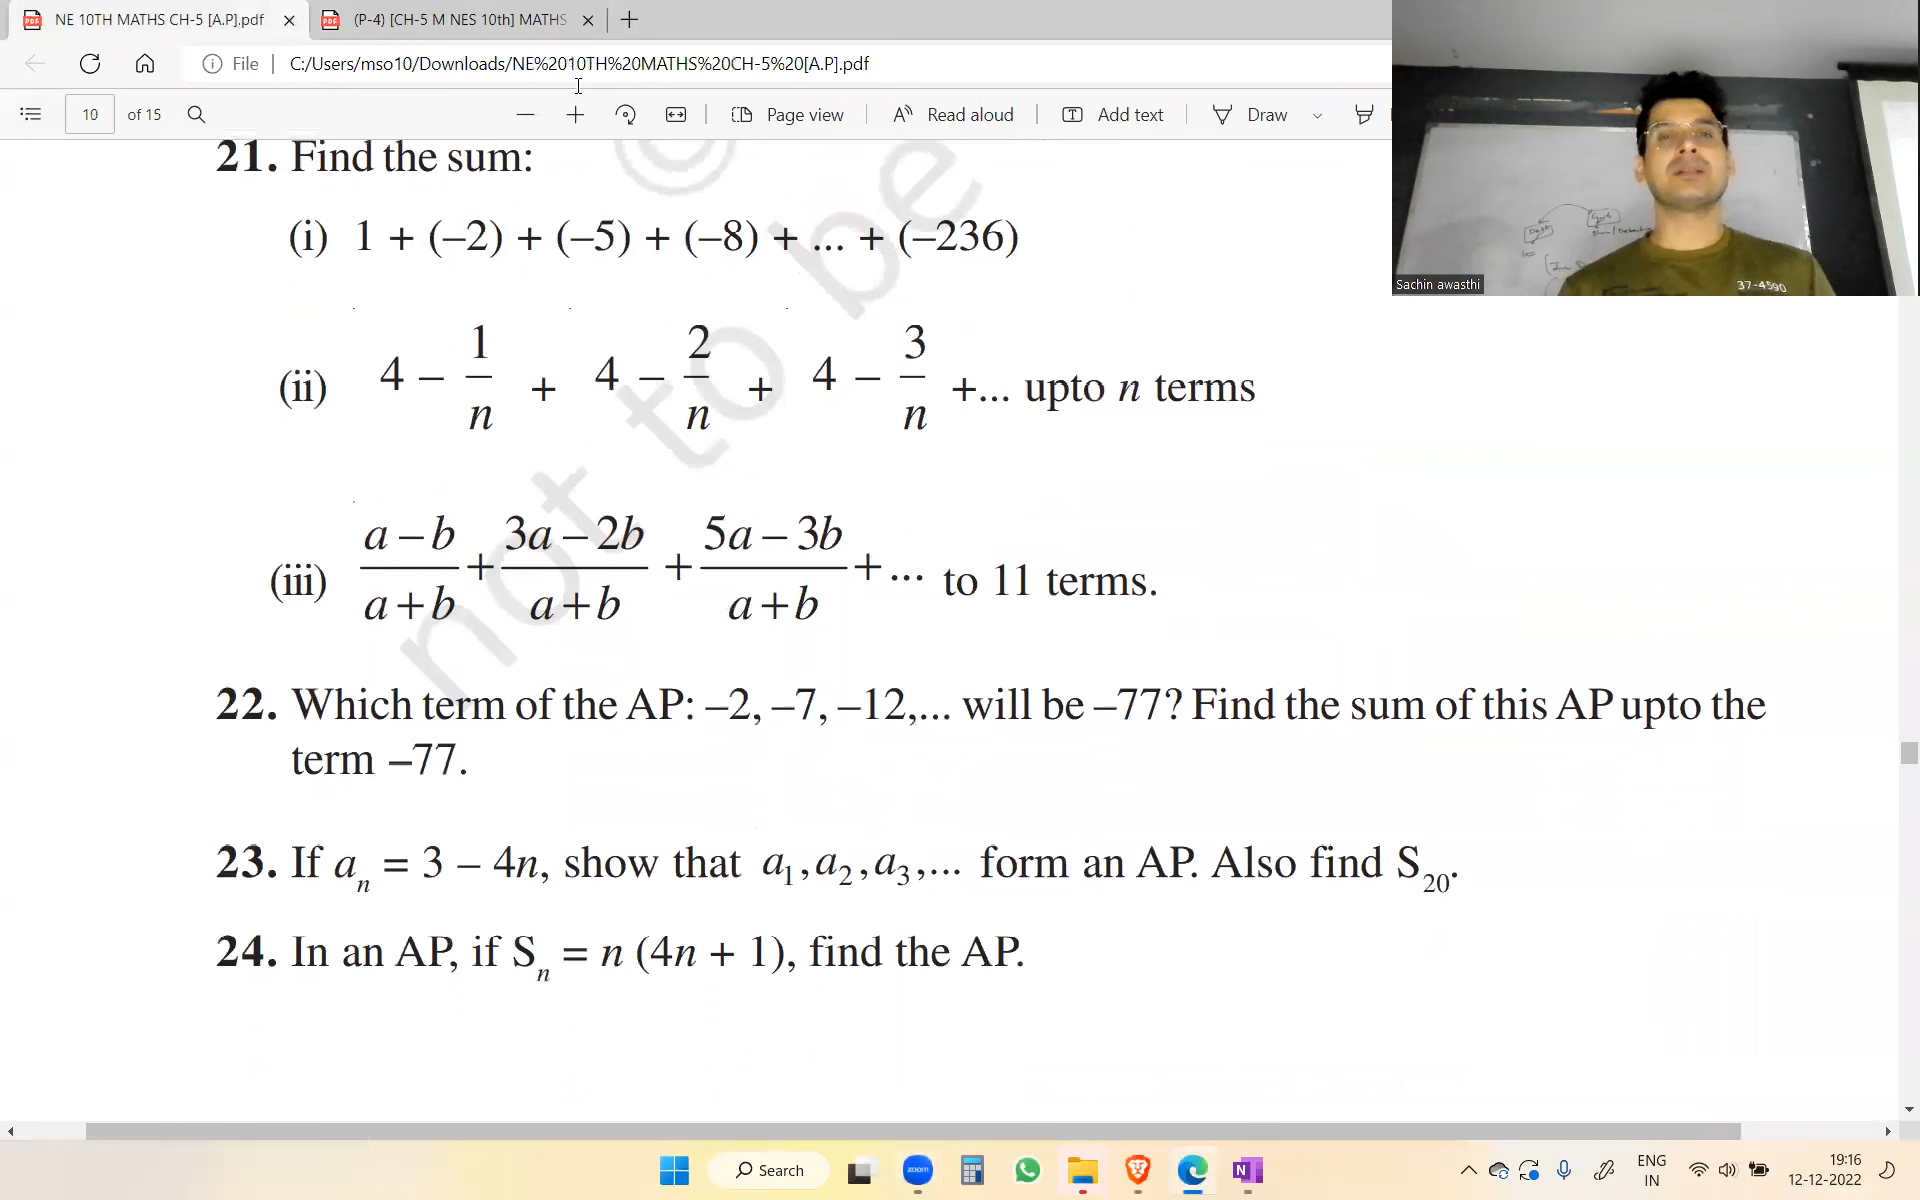 NE 10TH MATHS CH-5 [A.P].pdf
(P-4) [CH-5 M NES 10th] MATHS
File
C:/Users/mso10/Downloads/NE%2010TH%20MATHS%20CH-5%20[A.P].pdf
10 of 15
Page view
Read aloud
Add text
Draw
Sachin awasthi
37-4590
© not to be
21. Find the sum:
(i) 1 + (–2) + (–5) + (–8) + ... + (–236)
(ii) 4 – 1/n + 4 – 2/n + 4 – 3/n +... upto n terms
(iii) (a – b)/(a + b) + (3a – 2b)/(a + b) + (5a – 3b)/(a + b) + ... to 11 terms.
22. Which term of the AP: –2, –7, –12,... will be –77? Find the sum of this AP upto the
term –77.
23. If aₙ = 3 – 4n, show that a₁, a₂, a₃,... form an AP. Also find S₂₀.
24. In an AP, if Sₙ = n (4n + 1), find the AP.
Search
zoom
N
ENG
IN
19:16
12-12-2022